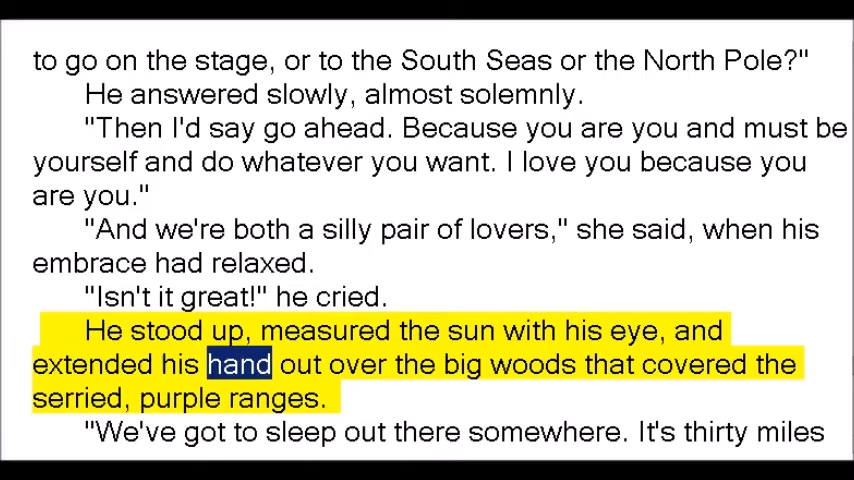 to go on the stage, or to the South Seas or the North Pole?"
He answered slowly, almost solemnly.
"Then I'd say go ahead. Because you are you and must be
yourself and do whatever you want. I love you because you
are you."
"And we're both a silly pair of lovers," she said, when his
embrace had relaxed.
"Isn't it great!" he cried.
He stood up, measured the sun with his eye, and
extended his hand out over the big woods that covered the
serried, purple ranges.
"We've got to sleep out there somewhere. It's thirty miles